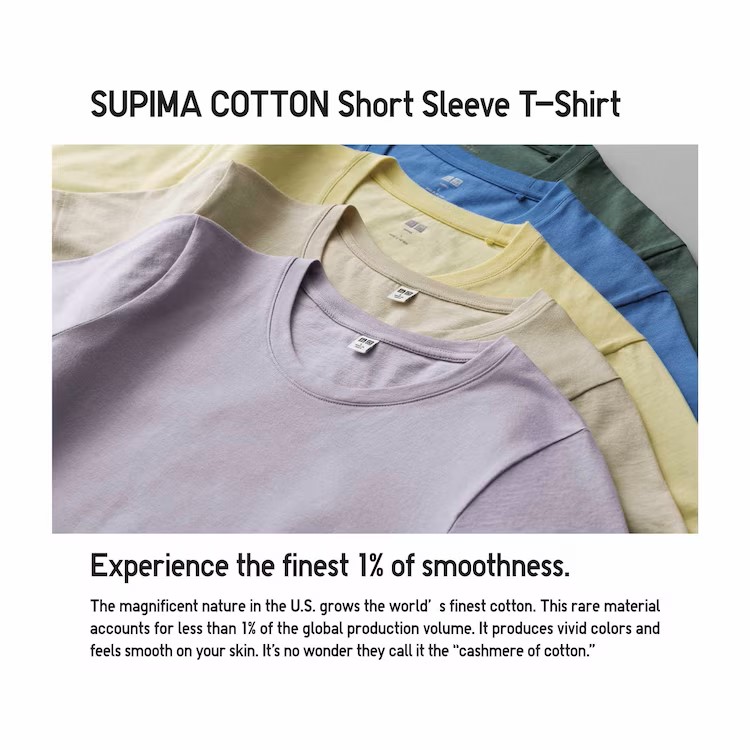 SUPIMA COTTON Short Sleeve T-Shirt
Experience the finest 1% of smoothness.
The magnificent nature in the U.S. grows the world’ s finest cotton. This rare material
accounts for less than 1% of the global production volume. It produces vivid colors and
feels smooth on your skin. It’s no wonder they call it the “cashmere of cotton.”